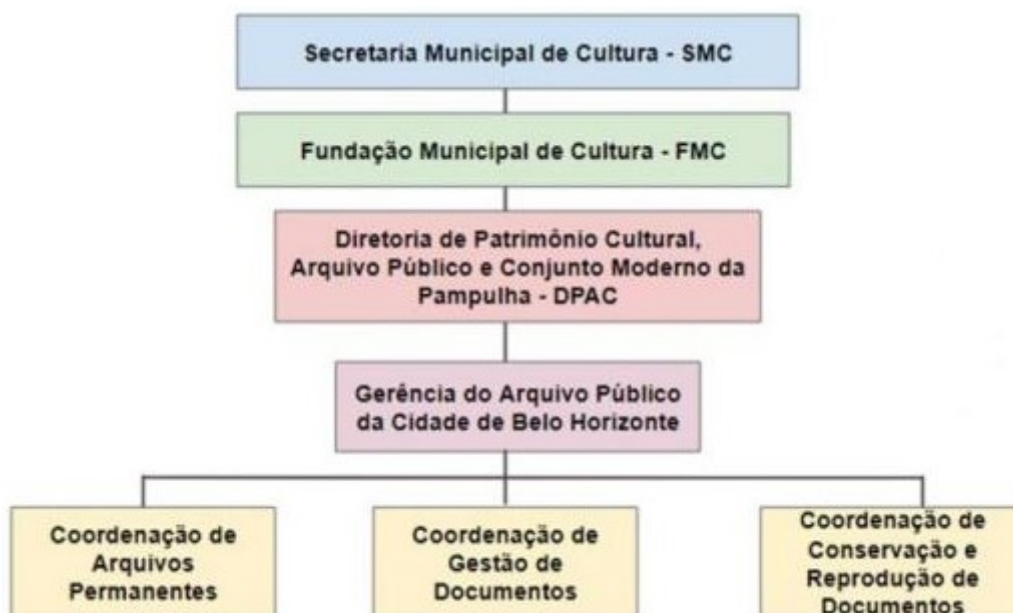 Secretaria Municipal de Cultura - SMC
Fundação Municipal de Cultura - FMC
Diretoria de Patrimônio Cultural,
Arquivo Público e Conjunto Moderno da
Pampulha - DPAC
Gerência do Arquivo Público
da Cidade de Belo Horizonte
Coordenação de
Arquivos
Permanentes
Coordenação de
Gestão de
Documentos
Coordenação de
Conservação e
Reprodução de
Documentos